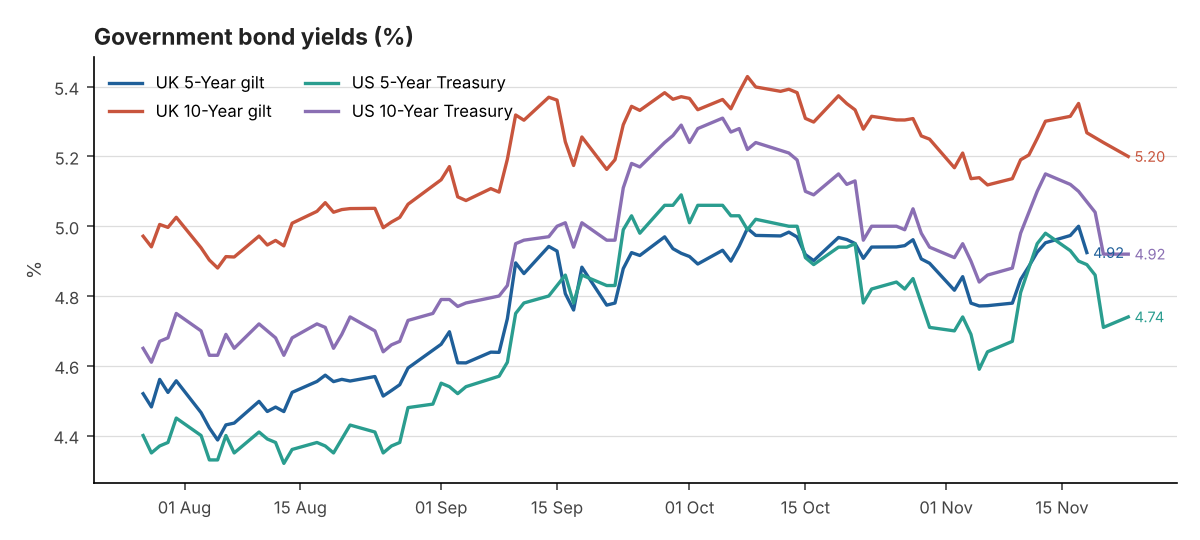 Government bond yields (%)
UK 5-Year gilt
US 5-Year Treasury
UK 10-Year gilt
US 10-Year Treasury
5.4
5.2
5.0
4.8
4.6
4.4
%
5.20
4.92
4.92
4.74
01 Aug
15 Aug
01 Sep
15 Sep
01 Oct
15 Oct
01 Nov
15 Nov